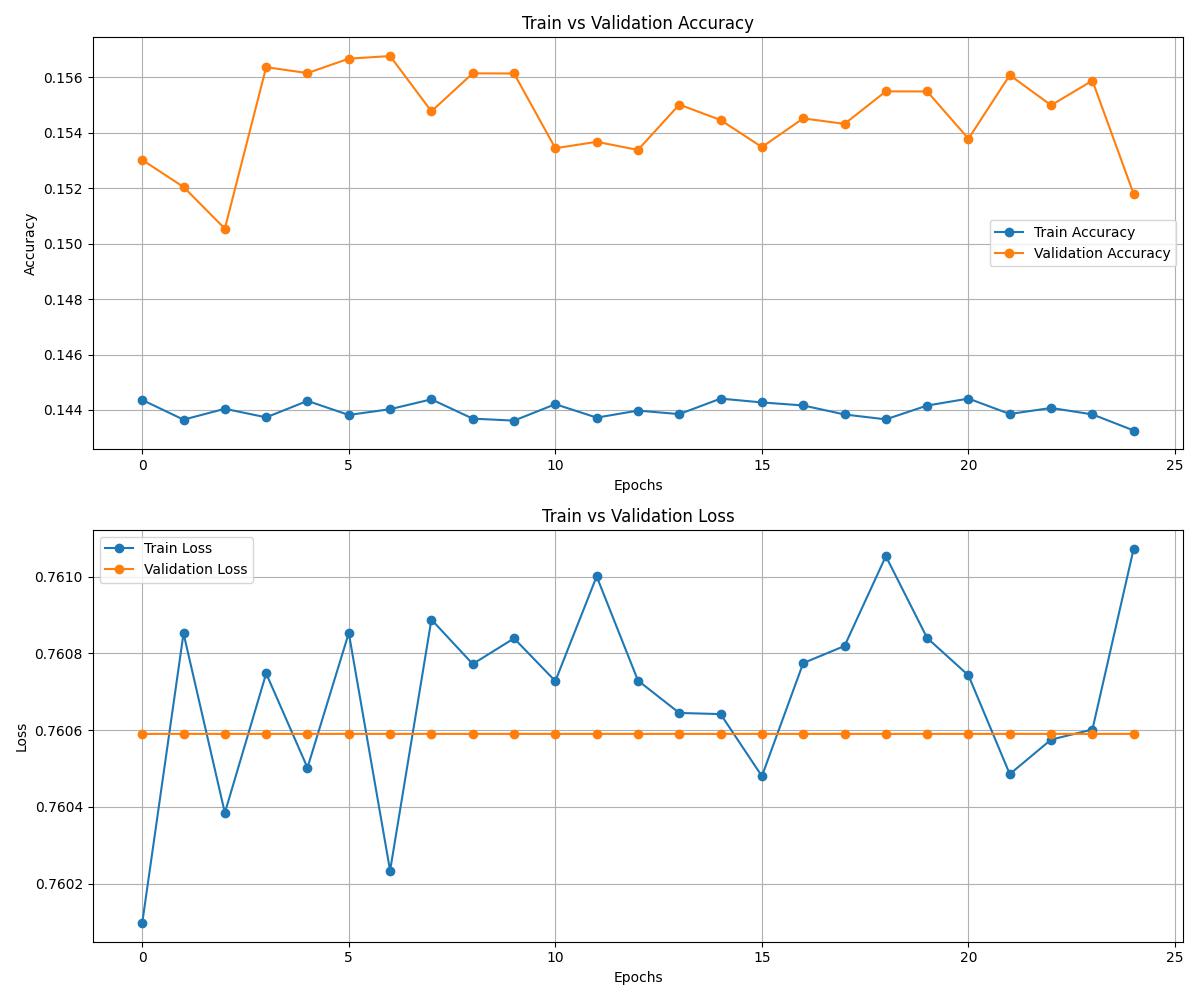 Train vs Validation Accuracy
0.156
0.154
0.152
0.150
0.148
0.146
0.144
Accuracy
Train Accuracy
Validation Accuracy
0 5 10 15 20 25
Epochs
Train vs Validation Loss
Train Loss
Validation Loss
0.7610
0.7608
0.7606
0.7604
0.7602
Loss
0 5 10 15 20 25
Epochs